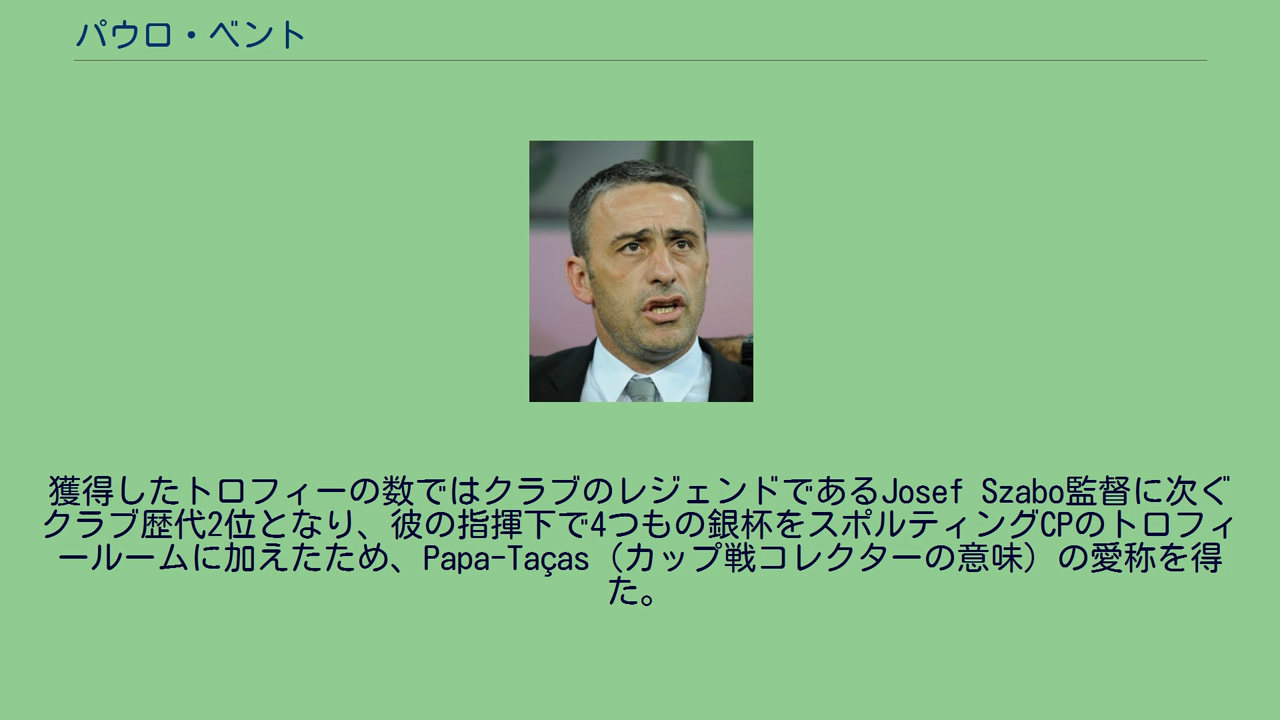 パウロ・ベント
獲得したトロフィーの数ではクラブのレジェンドであるJosef Szabo監督に次ぐ
クラブ歴代2位となり、彼の指揮下で4つもの銀杯をスポルティングCPのトロフィ
ールームに加えたため、Papa-Taças（カップ戦コレクターの意味）の愛称を得
た。